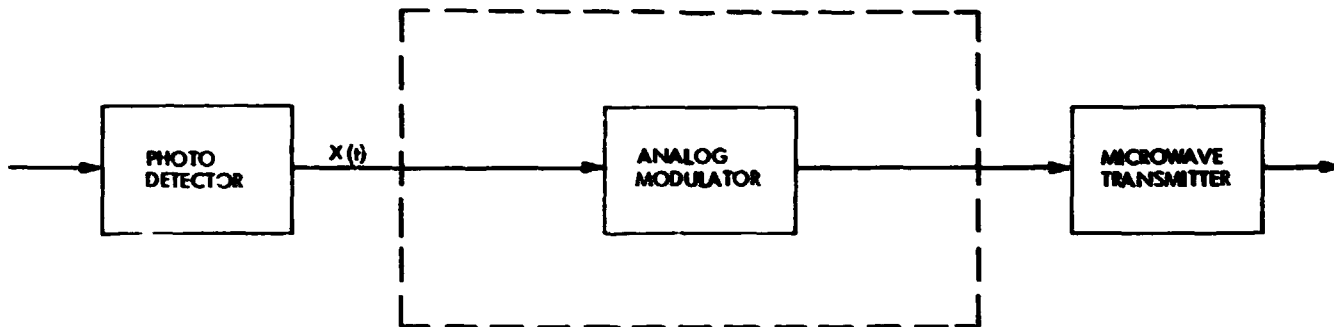 PHOTO
DETECTOR
X(t)
ANALOG
MODULATOR
MICROWAVE
TRANSMITTER